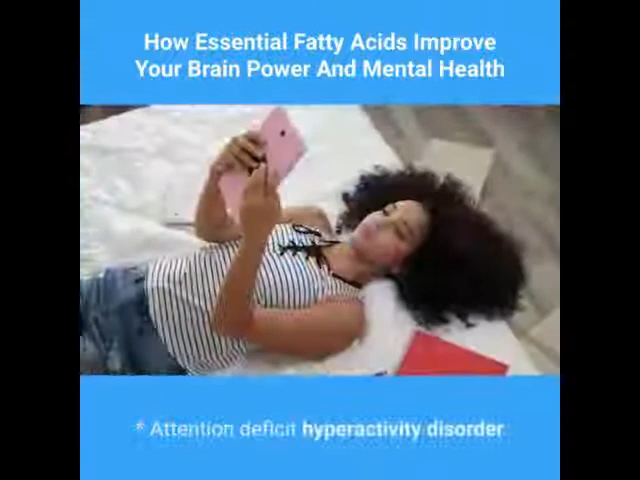 How Essential Fatty Acids Improve
Your Brain Power And Mental Health
* Attention deficit hyperactivity disorder